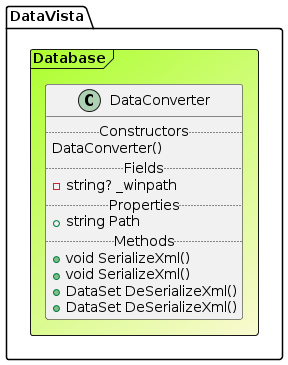 DataVista
Database
C DataConverter
Constructors
DataConverter()
Fields
string? _winpath
Properties
string Path
Methods
void SerializeXml()
void SerializeXml()
DataSet DeSerializeXml()
DataSet DeSerializeXml()